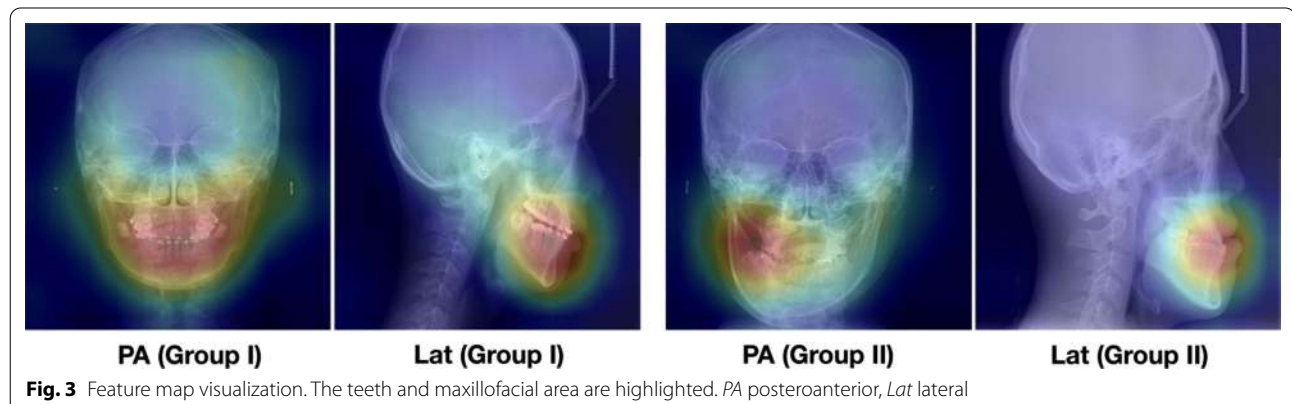 PA (Group I) Lat (Group I) PA (Group II) Lat (Group II)
Fig. 3 Feature map visualization. The teeth and maxillofacial area are highlighted. PA posteroanterior, Lat lateral